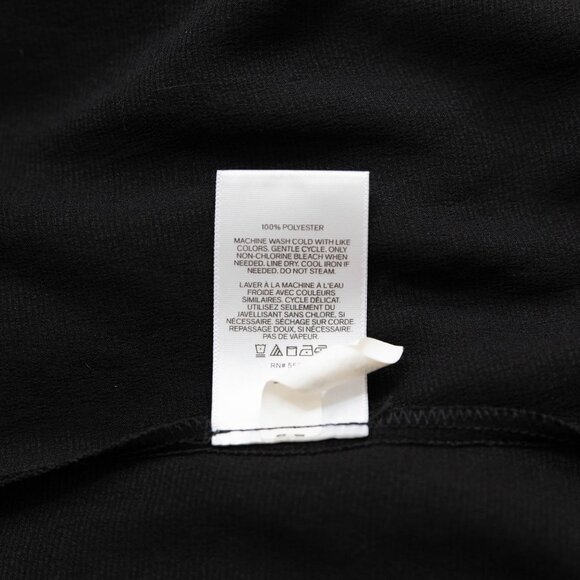 100% POLYESTER
MACHINE WASH COLD WITH LIKE
COLORS. GENTLE CYCLE. ONLY
NON-CHLORINE BLEACH WHEN
NEEDED. LINE DRY. COOL IRON IF
NEEDED. DO NOT STEAM.
LAVER À LA MACHINE À L'EAU
FROIDE AVEC COULEURS
SIMILAIRES. CYCLE DÉLICAT.
UTILISEZ SEULEMENT DU
JAVELLISANT SANS CHLORE, SI
NÉCESSAIRE. SÉCHAGE SUR CORDE.
REPASSAGE DOUX, SI NÉCESSAIRE.
PAS DE VAPEUR.
RN#